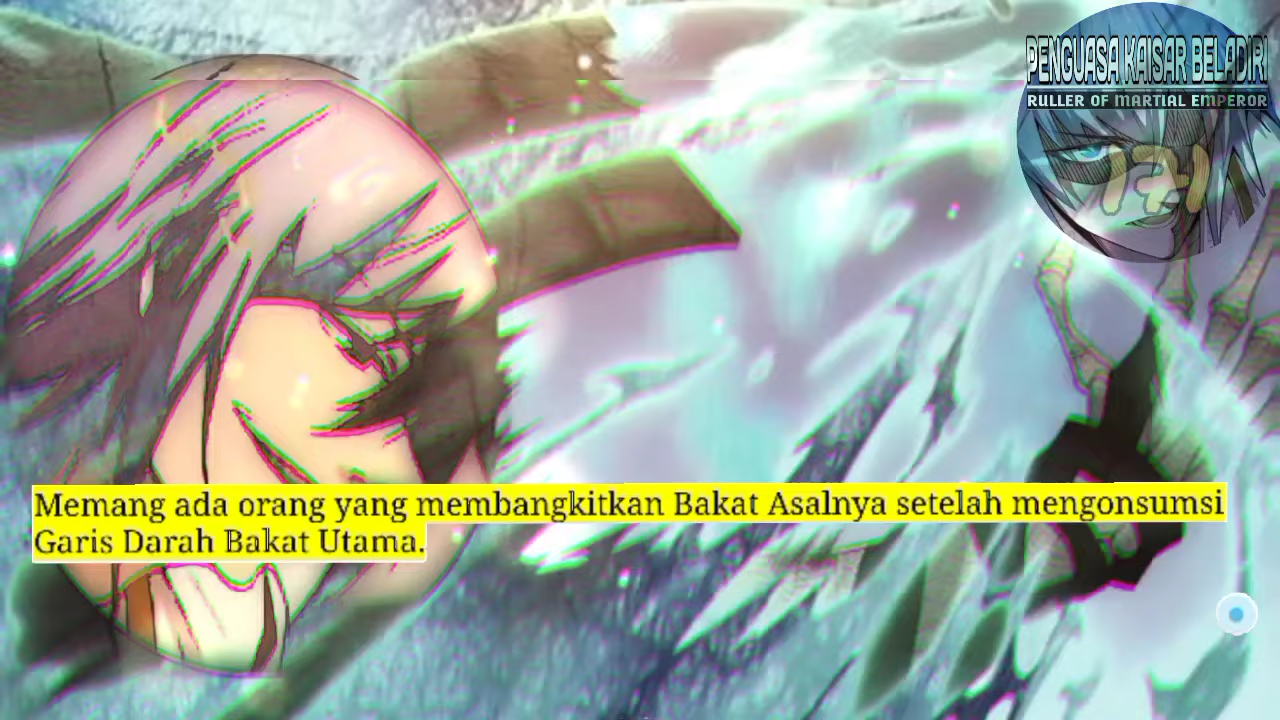 PENGUASA KAISAR BELADIRI
RULLER OF MARTIAL EMPEROR
121
Memang ada orang yang membangkitkan Bakat Asalnya setelah mengonsumsi
Garis Darah Bakat Utama.